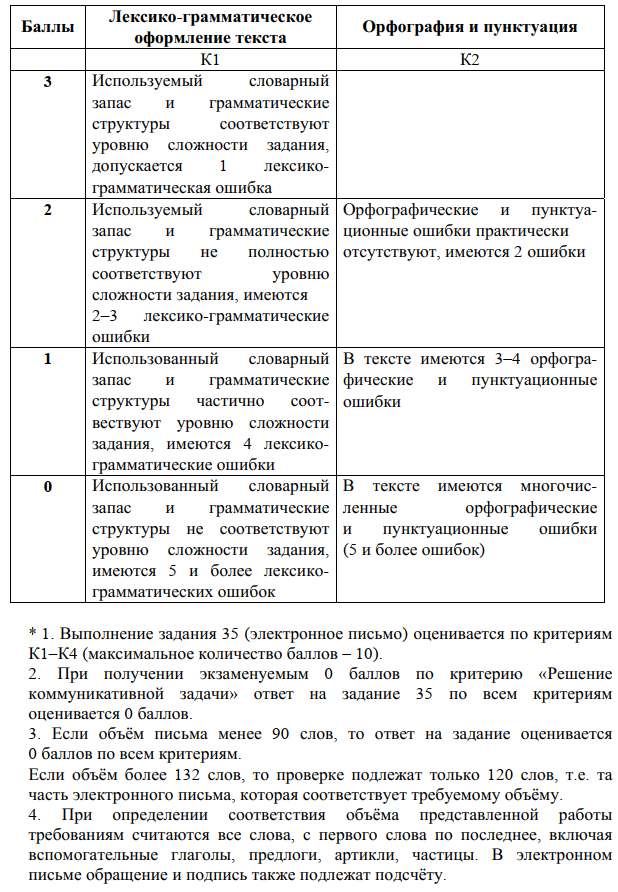 Баллы
Лексико-грамматическое
оформление текста
Орфография и пунктуация
К1
К2
3
Используемый словарный
запас и грамматические
структуры соответствуют
уровню сложности задания,
допускается 1 лексико-
грамматическая ошибка
2
Используемый словарный
запас и грамматические
структуры не полностью
соответствуют уровню
сложности задания, имеются
2–3 лексико-грамматические
ошибки
Орфографические и пунктуа-
ционные ошибки практически
отсутствуют, имеются 2 ошибки
1
Использованный словарный
запас и грамматические
структуры частично соот-
вествуют уровню сложности
задания, имеются 4 лексико-
грамматические ошибки
В тексте имеются 3–4 орфогра-
фические и пунктуационные
ошибки
0
Использованный словарный
запас и грамматические
структуры не соответствуют
уровню сложности задания,
имеются 5 и более лексико-
грамматических ошибок
В тексте имеются многочис-
ленные орфографические
и пунктуационные ошибки
(5 и более ошибок)
* 1. Выполнение задания 35 (электронное письмо) оценивается по критериям
К1–К4 (максимальное количество баллов – 10).
2. При получении экзаменуемым 0 баллов по критерию «Решение
коммуникативной задачи» ответ на задание 35 по всем критериям
оценивается 0 баллов.
3. Если объём письма менее 90 слов, то ответ на задание оценивается
0 баллов по всем критериям.
Если объём более 132 слов, то проверке подлежат только 120 слов, т.е. та
часть электронного письма, которая соответствует требуемому объёму.
4. При определении соответствия объёма представленной работы
требованиям считаются все слова, с первого слова по последнее, включая
вспомогательные глаголы, предлоги, артикли, частицы. В электронном
письме обращение и подпись также подлежат подсчёту.